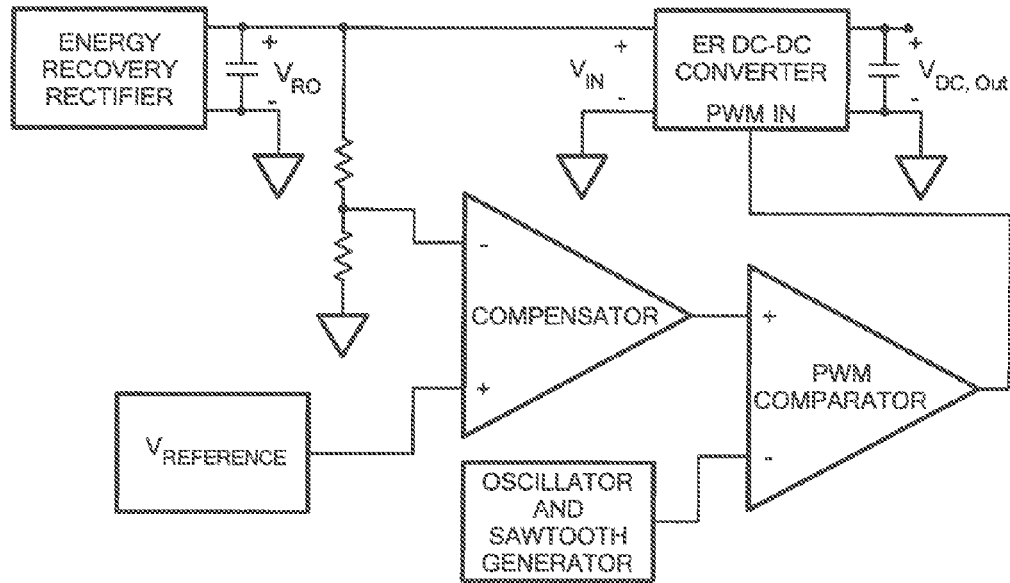 ENERGY
RECOVERY
RECTIFIER
+
V_RO
-
+
V_IN
-
ER DC-DC
CONVERTER
PWM IN
+
V_DC, Out
-
-
COMPENSATOR
+
+
PWM
COMPARATOR
-
V_REFERENCE
OSCILLATOR
AND
SAWTOOTH
GENERATOR